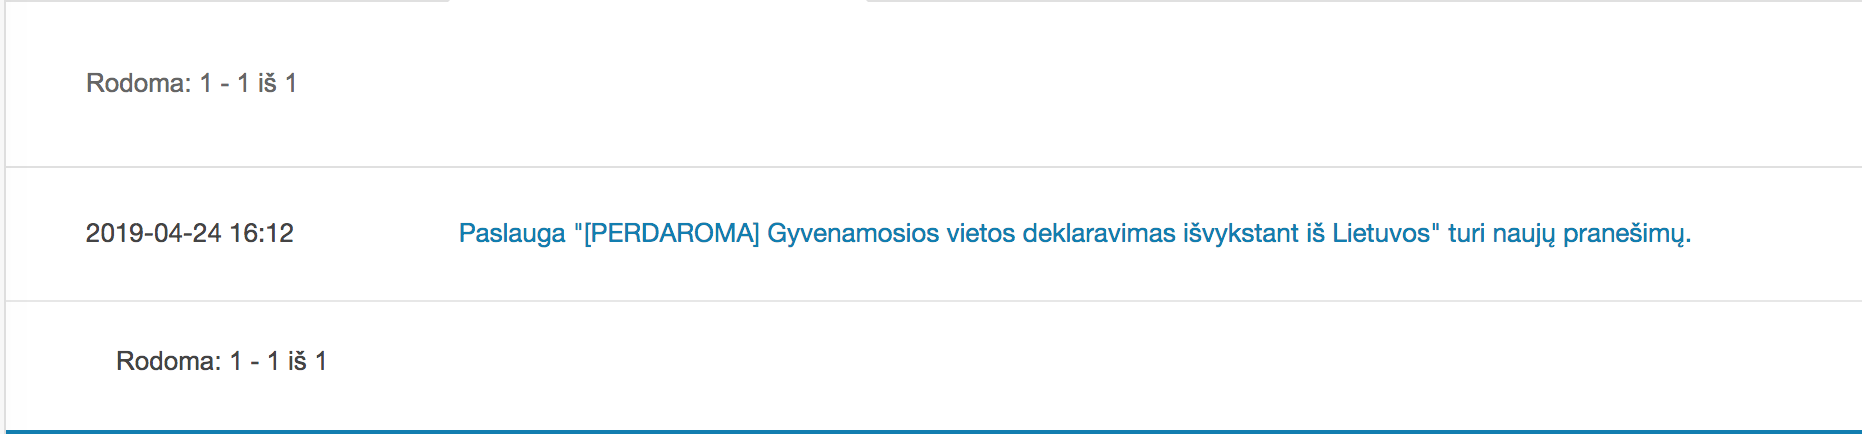 Rodoma: 1 - 1 iš 1
2019-04-24 16:12 Paslauga "[PERDAROMA] Gyvenamosios vietos deklaravimas išvykstant iš Lietuvos" turi naujų pranešimų.
Rodoma: 1 - 1 iš 1